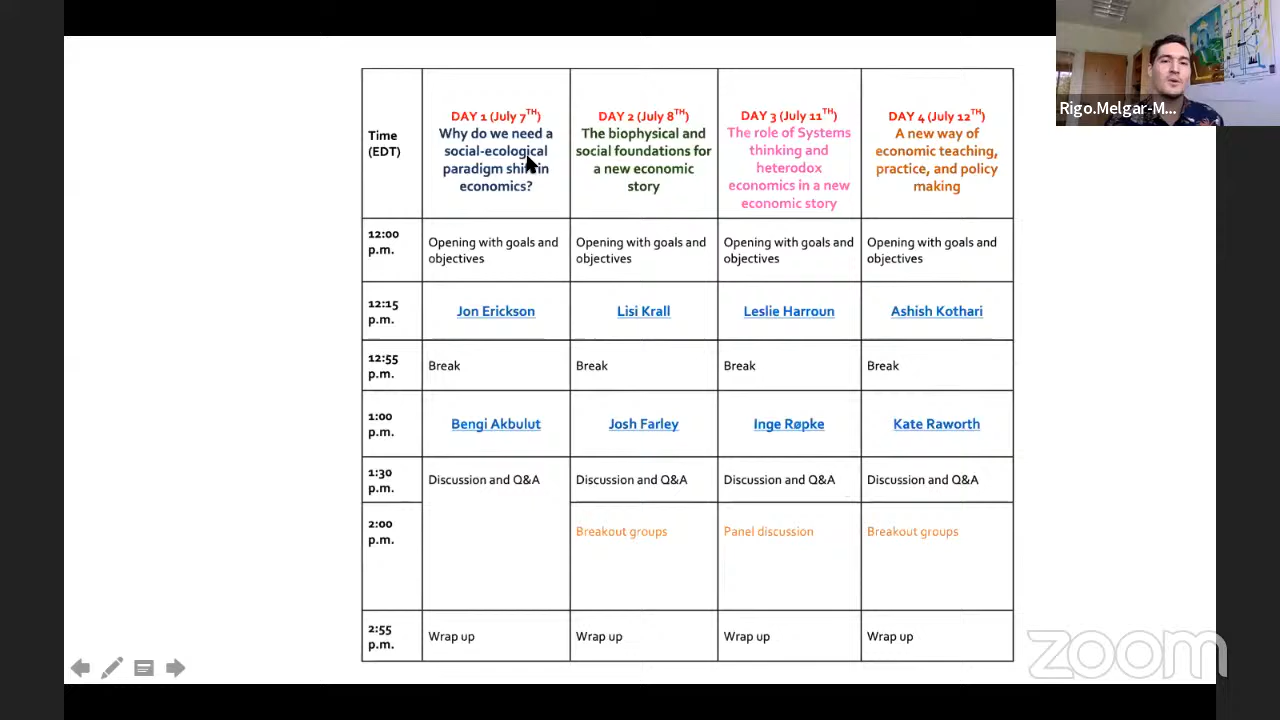 Time
(EDT)
DAY 1 (July 7TH)
Why do we need a
social-ecological
paradigm shift in
economics?
DAY 2 (July 8TH)
The biophysical and
social foundations for
a new economic
story
DAY 3 (July 11TH)
The role of Systems
thinking and
heterodox
economics in a new
economic story
DAY 4 (July 12TH)
A new way of
economic teaching,
practice, and policy
making
12:00
p.m.
Opening with goals and
objectives
Opening with goals and
objectives
Opening with goals and
objectives
Opening with goals and
objectives
12:15
p.m.
Jon Erickson
Lisi Krall
Leslie Harroun
Ashish Kothari
12:55
p.m.
Break
Break
Break
Break
1:00
p.m.
Bengi Akbulut
Josh Farley
Inge Røpke
Kate Raworth
1:30
p.m.
Discussion and Q&A
Discussion and Q&A
Discussion and Q&A
Discussion and Q&A
2:00
p.m.
Breakout groups
Panel discussion
Breakout groups
2:55
p.m.
Wrap up
Wrap up
Wrap up
Wrap up
Rigo.Melgar-M...
zoom